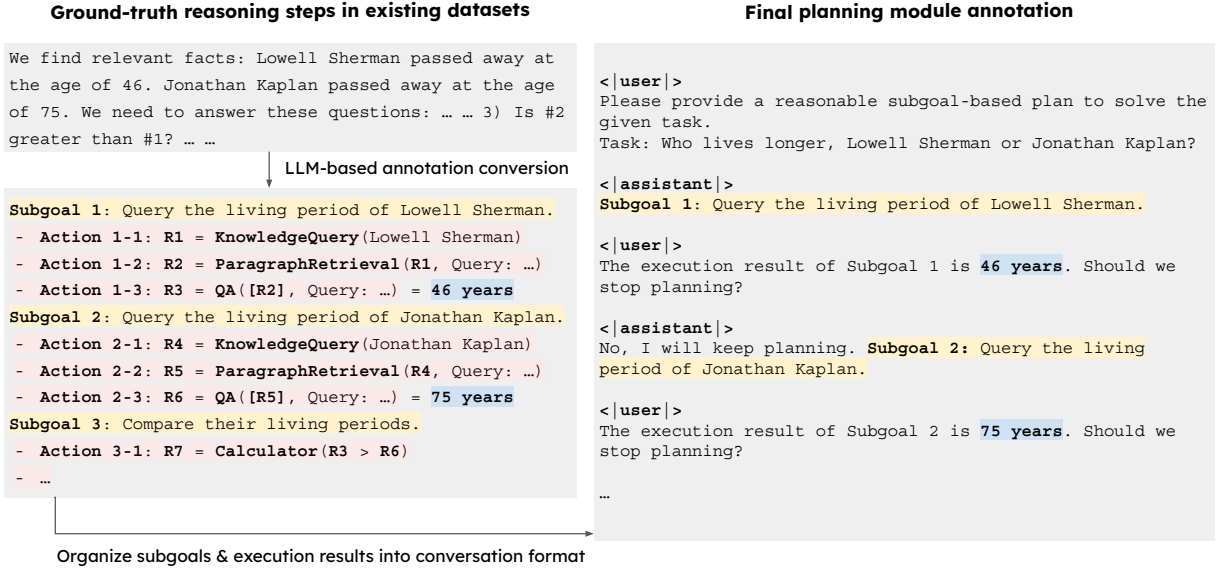 Ground-truth reasoning steps in existing datasets
We find relevant facts: Lowell Sherman passed away at
the age of 46. Jonathan Kaplan passed away at the age
of 75. We need to answer these questions: … … 3) Is #2
greater than #1? … …
LLM-based annotation conversion
Subgoal 1: Query the living period of Lowell Sherman.
- Action 1-1: R1 = KnowledgeQuery(Lowell Sherman)
- Action 1-2: R2 = ParagraphRetrieval(R1, Query: …)
- Action 1-3: R3 = QA([R2], Query: …) = 46 years
Subgoal 2: Query the living period of Jonathan Kaplan.
- Action 2-1: R4 = KnowledgeQuery(Jonathan Kaplan)
- Action 2-2: R5 = ParagraphRetrieval(R4, Query: …)
- Action 2-3: R6 = QA([R5], Query: …) = 75 years
Subgoal 3: Compare their living periods.
- Action 3-1: R7 = Calculator(R3 > R6)
- …
Organize subgoals & execution results into conversation format
Final planning module annotation
<|user|>
Please provide a reasonable subgoal-based plan to solve the
given task.
Task: Who lives longer, Lowell Sherman or Jonathan Kaplan?
<|assistant|>
Subgoal 1: Query the living period of Lowell Sherman.
<|user|>
The execution result of Subgoal 1 is 46 years. Should we
stop planning?
<|assistant|>
No, I will keep planning. Subgoal 2: Query the living
period of Jonathan Kaplan.
<|user|>
The execution result of Subgoal 2 is 75 years. Should we
stop planning?
…